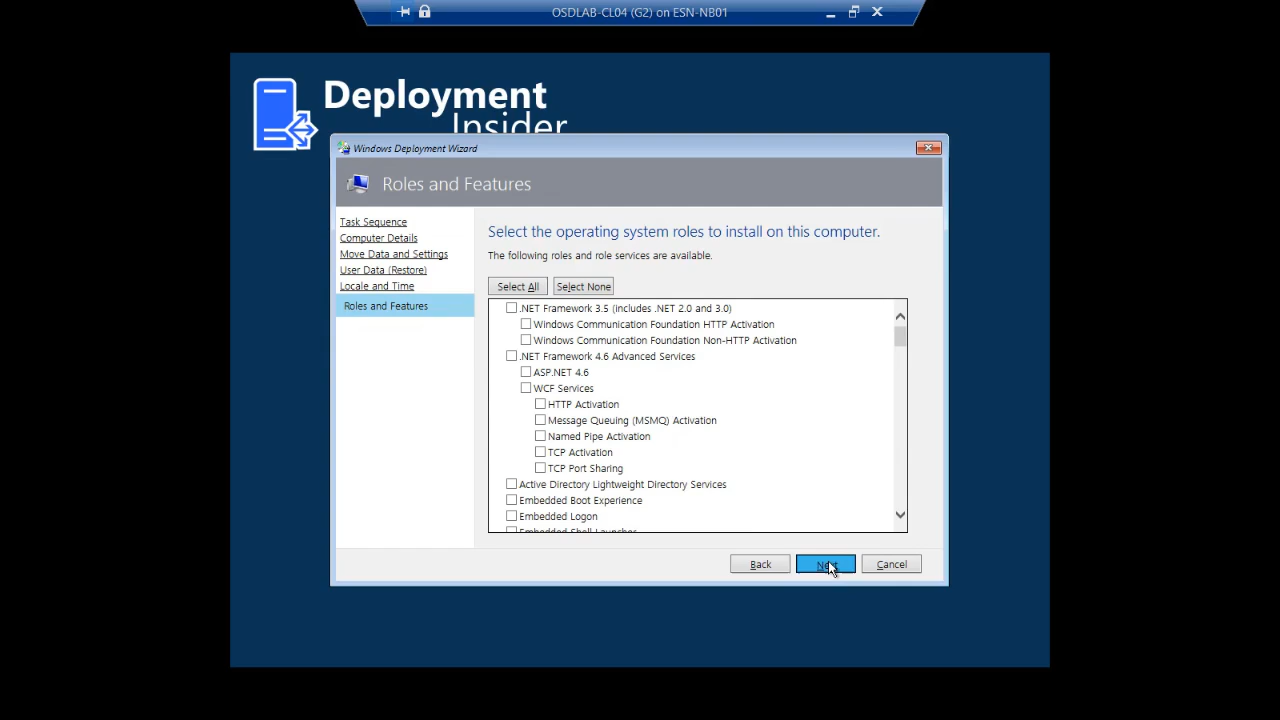 OSDLAB-CL04 (G2) on ESN-NB01
Deployment
Insider
Windows Deployment Wizard
Roles and Features
Task Sequence
Computer Details
Move Data and Settings
User Data (Restore)
Locale and Time
Roles and Features
Select the operating system roles to install on this computer.
The following roles and role services are available.
Select All Select None
.NET Framework 3.5 (includes .NET 2.0 and 3.0)
Windows Communication Foundation HTTP Activation
Windows Communication Foundation Non-HTTP Activation
.NET Framework 4.6 Advanced Services
ASP.NET 4.6
WCF Services
HTTP Activation
Message Queuing (MSMQ) Activation
Named Pipe Activation
TCP Activation
TCP Port Sharing
Active Directory Lightweight Directory Services
Embedded Boot Experience
Embedded Logon
Embedded Shell Launcher
Back Next Cancel